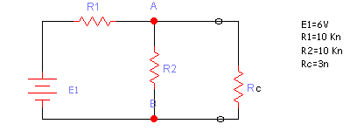 R1
A
E1=6V
R1=10 Kn
R2=10 Kn
Rc=3n
R2
E1
Rc
B